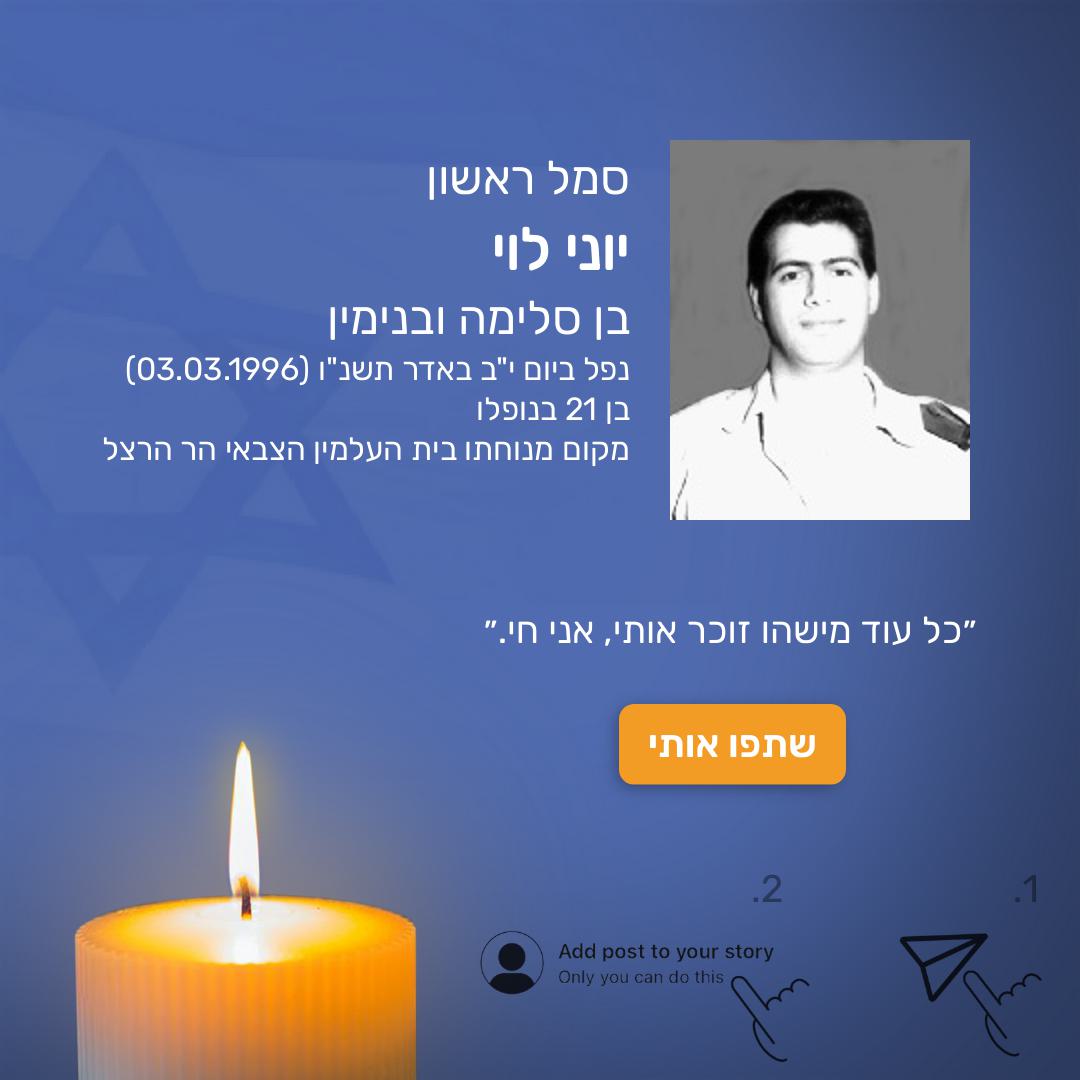 סמל ראשון
יוני לוי
בן סלימה ובנימין
נפל ביום י"ב באדר תשנ"ו (03.03.1996)
בן 21 בנופלו
מקום מנוחתו בית העלמין הצבאי הר הרצל
״כל עוד מישהו זוכר אותי, אני חי.״
שתפו אותי
1.
2.
Add post to your story
Only you can do this